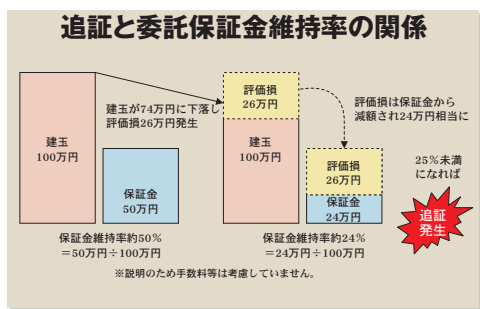 追証と委託保証金維持率の関係
建玉
100万円
保証金
50万円
建玉が74万円に下落し
評価損26万円発生
評価損
26万円
建玉
100万円
評価損は保証金から
減額され24万円相当に
評価損
26万円
保証金
24万円
25%未満
になれば
追証
発生
保証金維持率約50%
＝50万円÷100万円
保証金維持率約24%
＝24万円÷100万円
※説明のため手数料等は考慮していません。